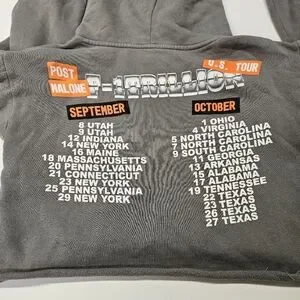 POST
MALONE
U.S. TOUR
SEPTEMBER
8 UTAH
9 UTAH
12 INDIANA
14 NEW YORK
16 MAINE
18 MASSACHUSETTS
20 PENNSYLVANIA
21 CONNECTICUT
23 NEW YORK
25 PENNSYLVANIA
29 NEW YORK
OCTOBER
1 OHIO
4 VIRGINIA
5 NORTH CAROLINA
7 NORTH CAROLINA
9 SOUTH CAROLINA
11 GEORGIA
13 ARKANSAS
15 ALABAMA
17 ALABAMA
19 TENNESSEE
22 TEXAS
23 TEXAS
26 TEXAS
27 TEXAS